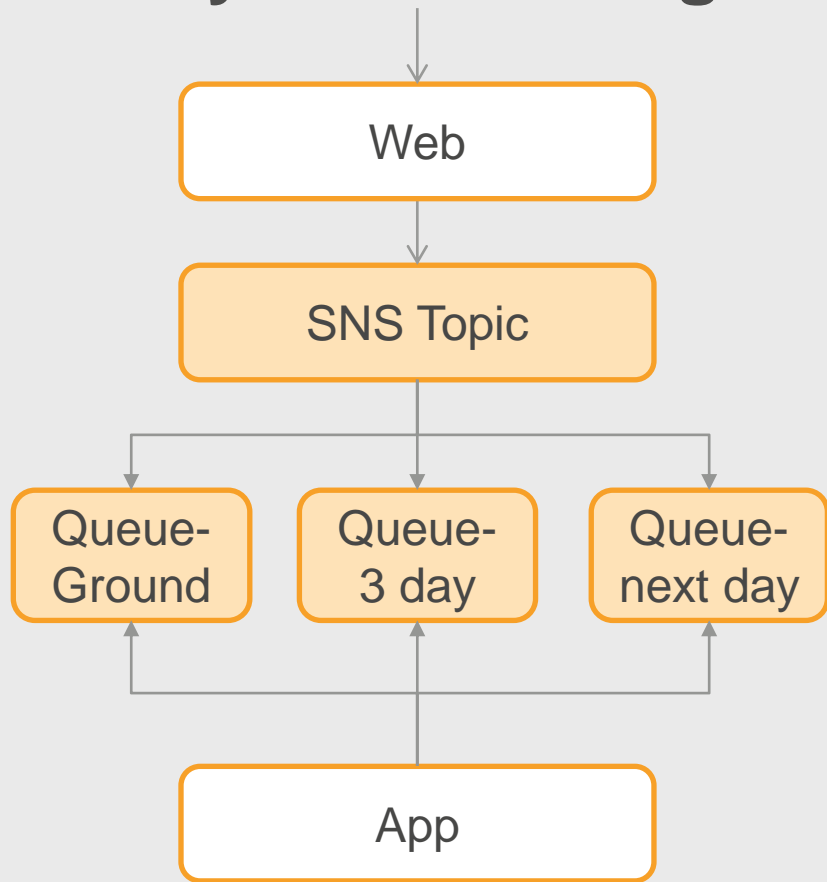 Web
SNS Topic
Queue-
Ground
Queue-
3 day
Queue-
next day
App